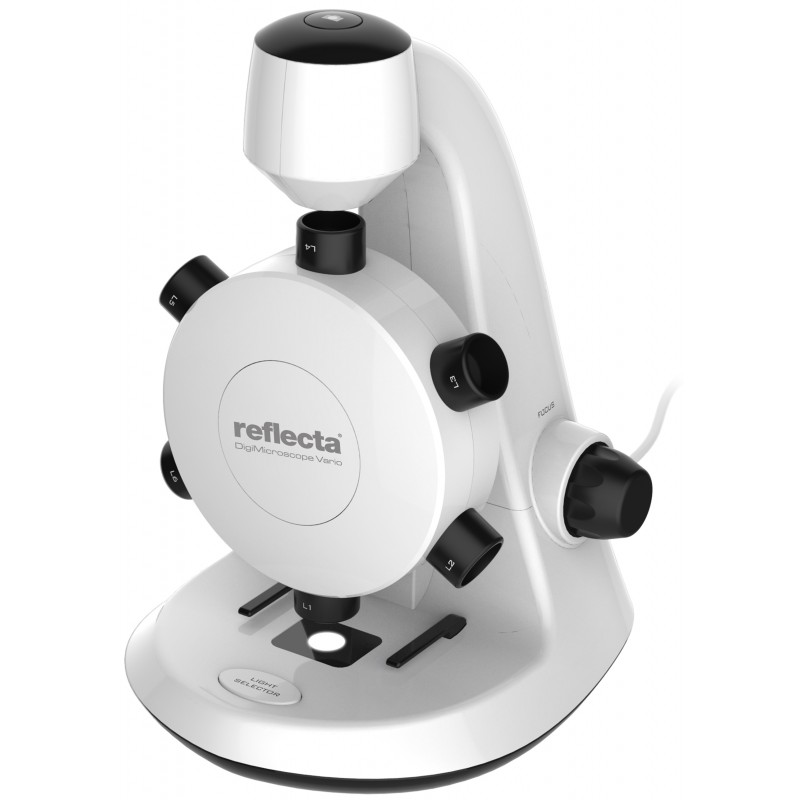 L4
L5
L3
FOCUS
reflecta®
DigiMicroscope Vario
L6
L2
L1
LIGHT
SELECTOR